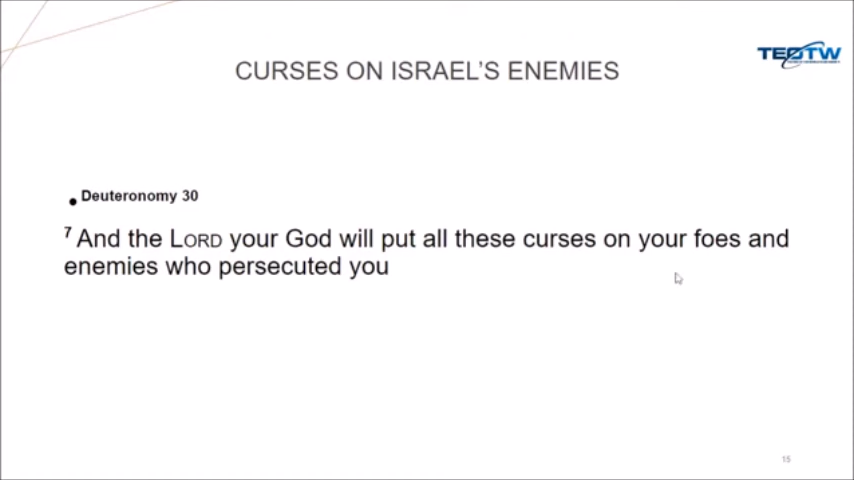 TEOTW
CURSES ON ISRAEL'S ENEMIES
• Deuteronomy 30
7 And the LORD your God will put all these curses on your foes and
enemies who persecuted you
15